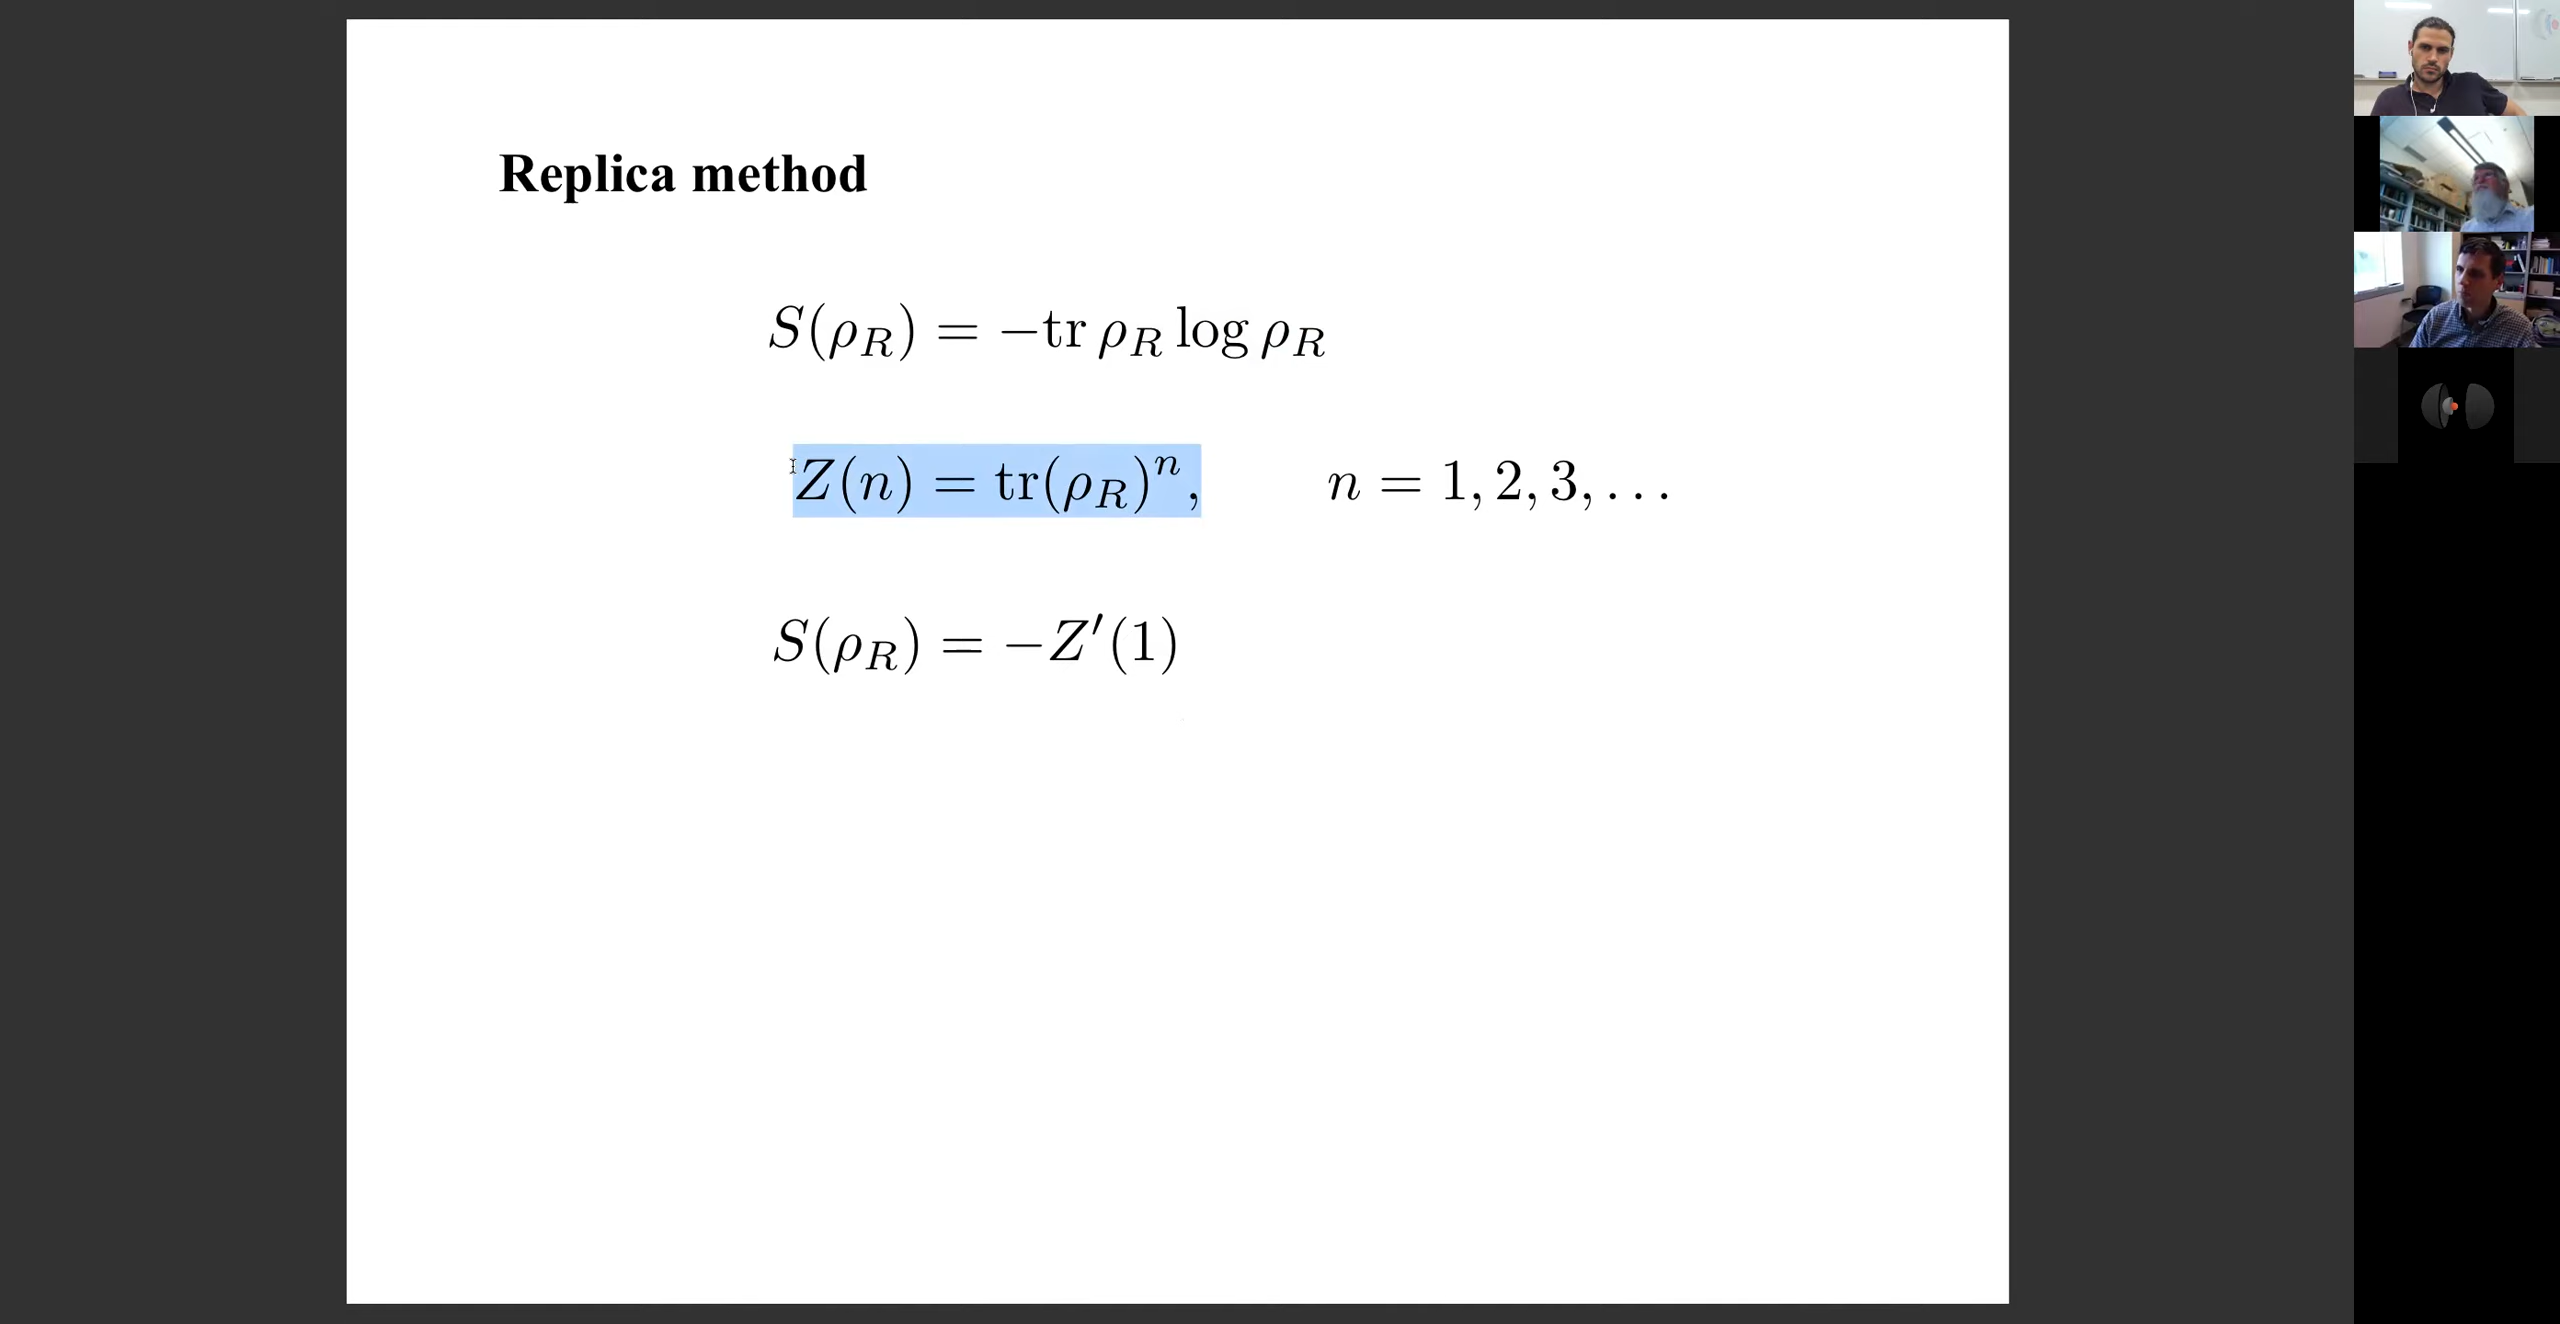 Replica method
S(ρ_R) = −tr ρ_R log ρ_R
Z(n) = tr(ρ_R)^n, n = 1, 2, 3, . . .
S(ρ_R) = −Z′(1)